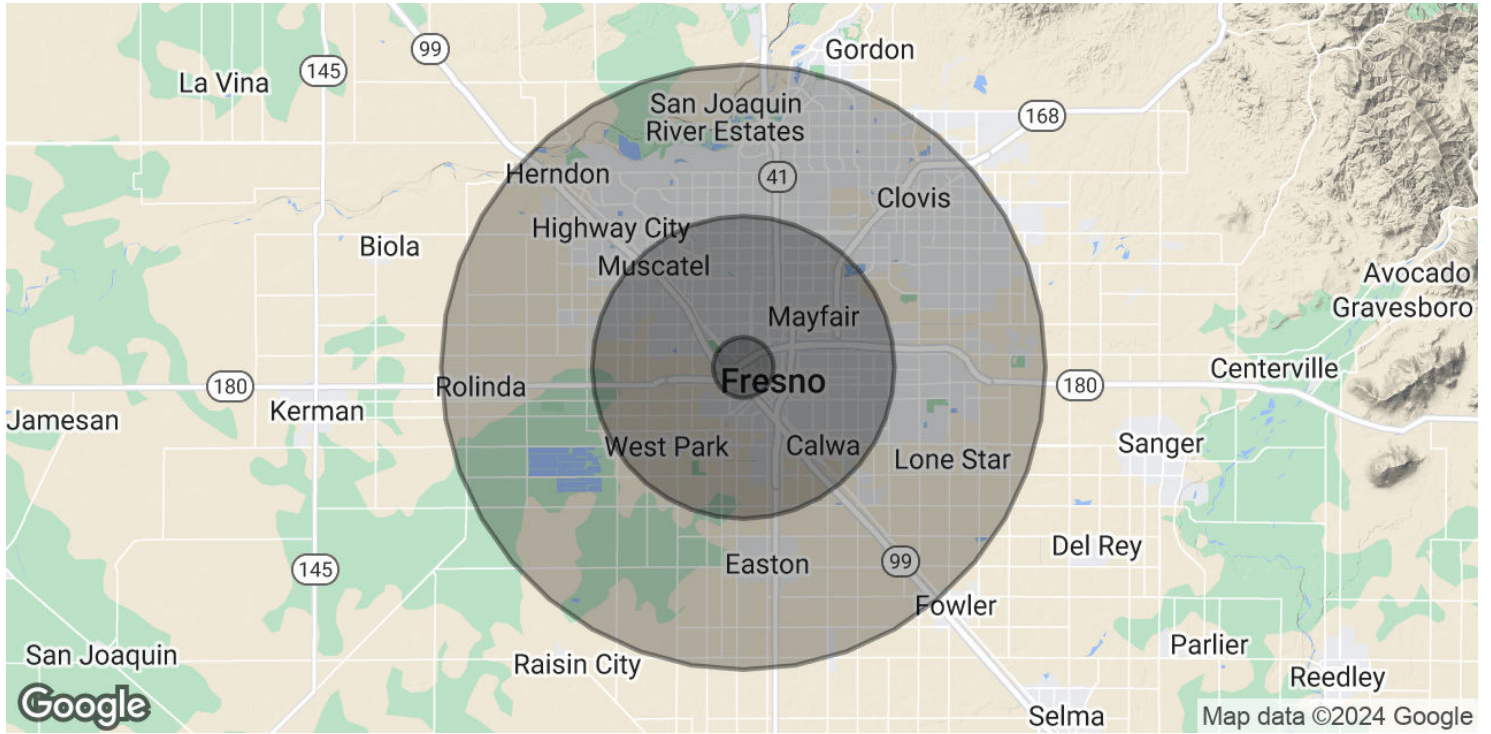 99
Gordon
145
La Vina
San Joaquin
River Estates
168
Herndon
41
Clovis
Highway City
Biola
Muscatel
Avocado
Gravesboro
Mayfair
Centerville
180
Rolinda
Fresno
180
Kerman
Jamesan
West Park
Calwa
Lone Star
Sanger
Del Rey
145
Easton
99
Fowler
Parlier
San Joaquin
Raisin City
Reedley
Google
Selma
Map data ©2024 Google